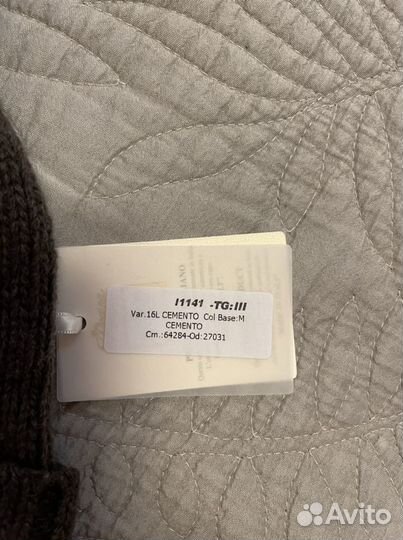 I1141 -TG:III
Var.16L CEMENTO Col Base:M
CEMENTO
Cm.:64284-Od:27031
Avito